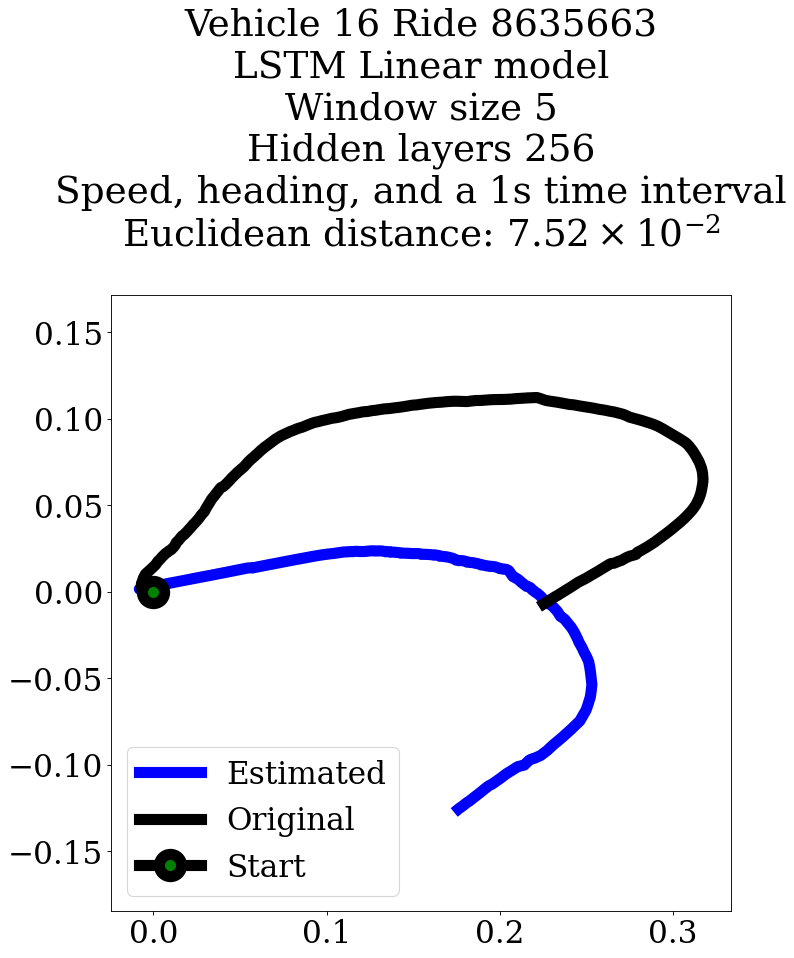 Vehicle 16 Ride 8635663
LSTM Linear model
Window size 5
Hidden layers 256
Speed, heading, and a 1s time interval
Euclidean distance: 7.52 × 10⁻²
0.15
0.10
0.05
0.00
−0.05
−0.10
−0.15
Estimated
Original
Start
0.0 0.1 0.2 0.3